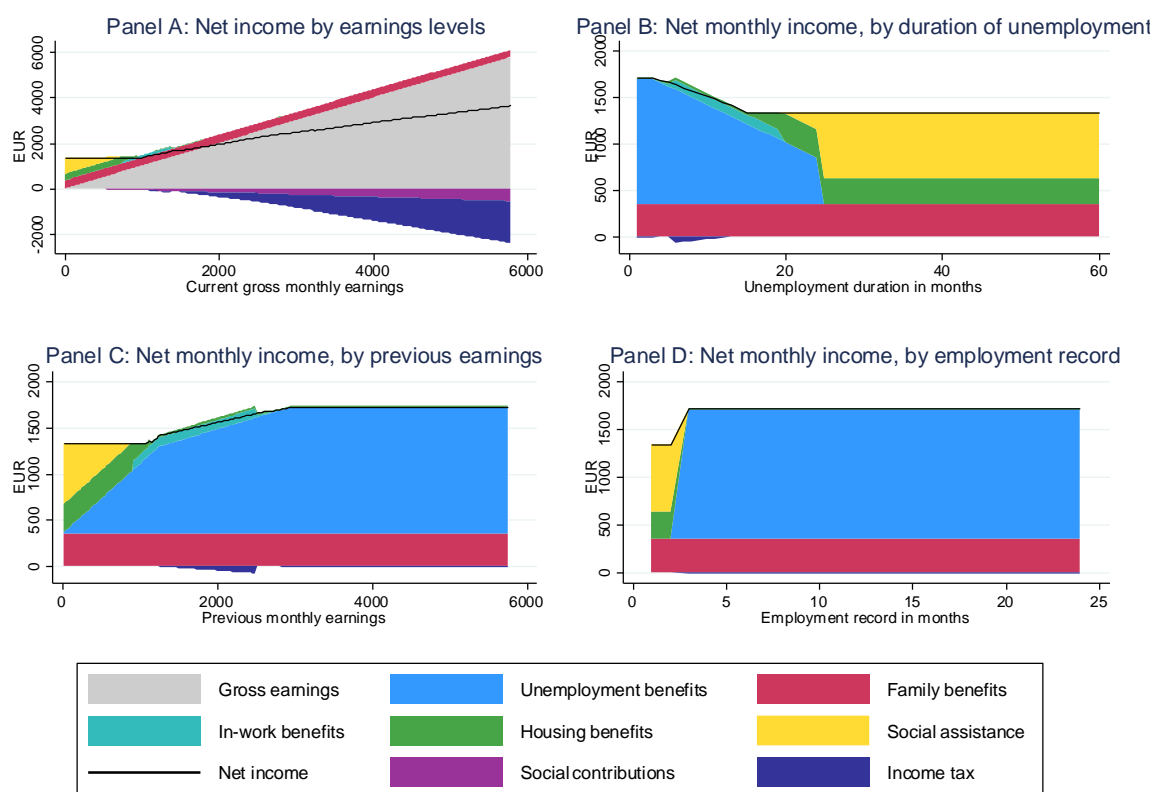 Panel A: Net income by earnings levels
EUR
6000
4000
2000
0
-2000
0 2000 4000 6000
Current gross monthly earnings
Panel B: Net monthly income, by duration of unemployment
EUR
2000
1500
1000
500
0
0 20 40 60
Unemployment duration in months
Panel C: Net monthly income, by previous earnings
EUR
2000
1500
1000
500
0
0 2000 4000 6000
Previous monthly earnings
Panel D: Net monthly income, by employment record
EUR
2000
1500
1000
500
0
0 5 10 15 20 25
Employment record in months
Gross earnings Unemployment benefits Family benefits
In-work benefits Housing benefits Social assistance
Net income Social contributions Income tax